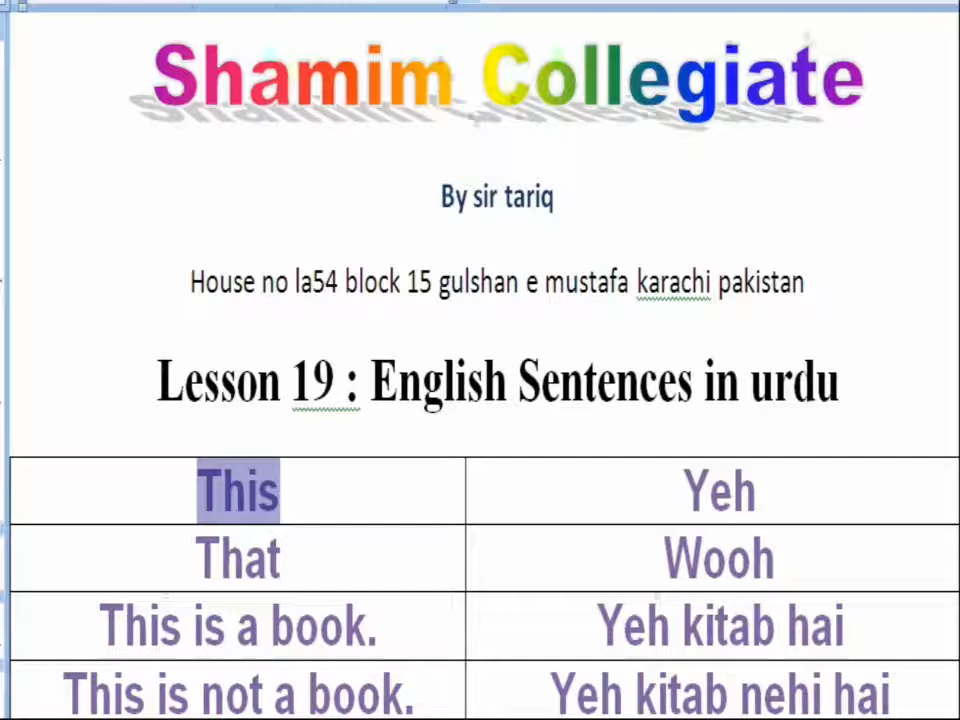 Shamim Collegiate
By sir tariq
House no la54 block 15 gulshan e mustafa karachi pakistan
Lesson 19 : English Sentences in urdu
This Yeh
That Wooh
This is a book. Yeh kitab hai
This is not a book. Yeh kitab nehi hai